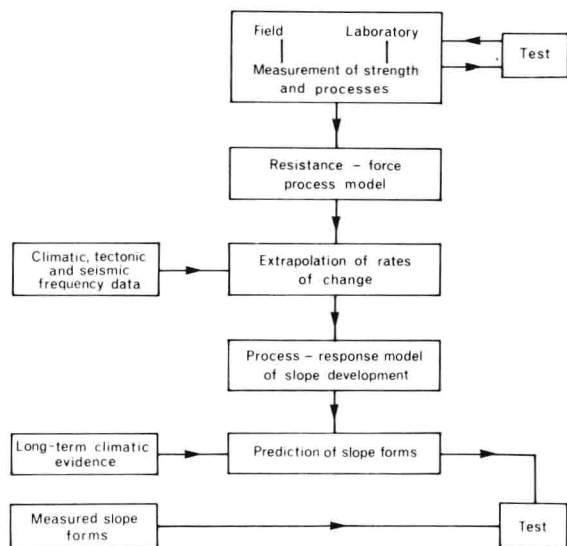 Field Laboratory
Measurement of strength
and processes
Test
Resistance – force
process model
Climatic, tectonic
and seismic
frequency data
Extrapolation of rates
of change
Process – response model
of slope development
Long-term climatic
evidence
Prediction of slope forms
Measured slope
forms
Test